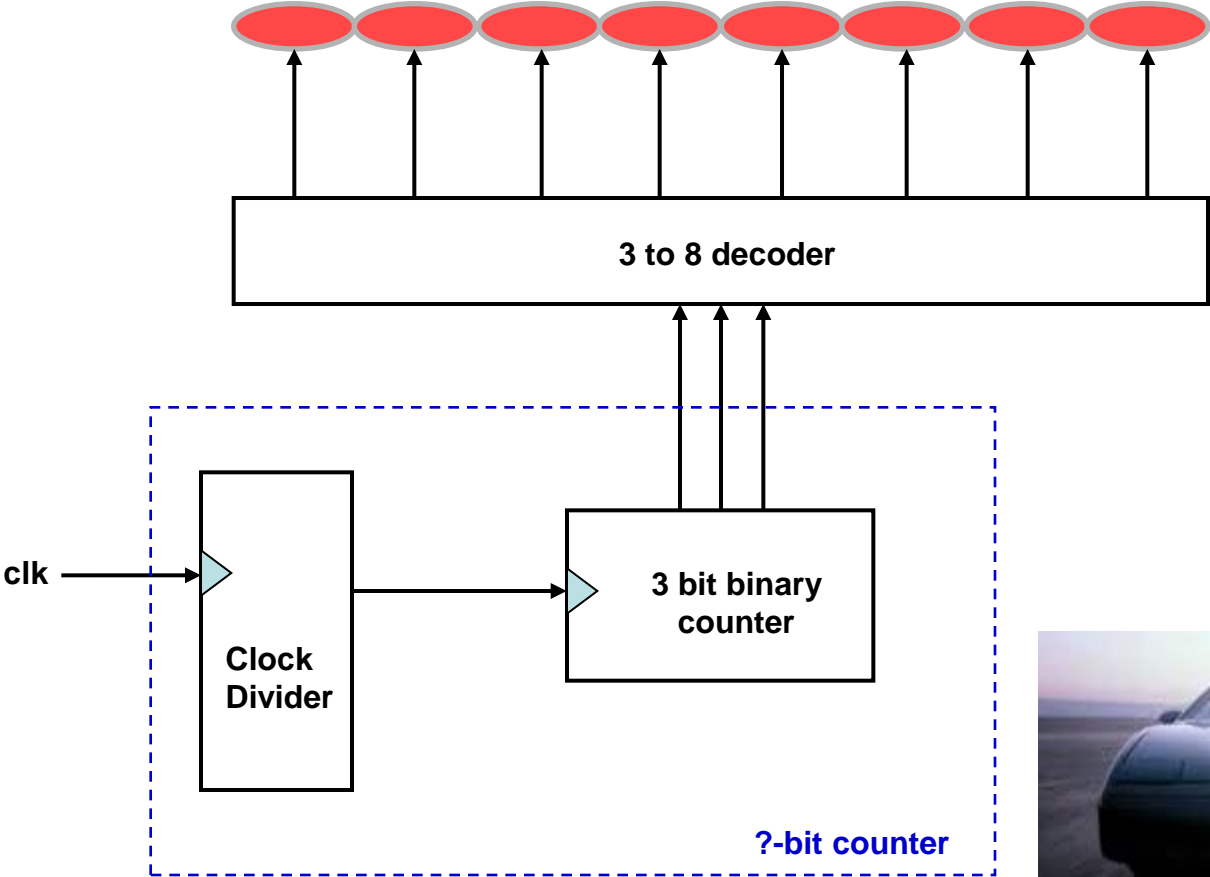 3 to 8 decoder
clk
3 bit binary
counter
Clock
Divider
?-bit counter